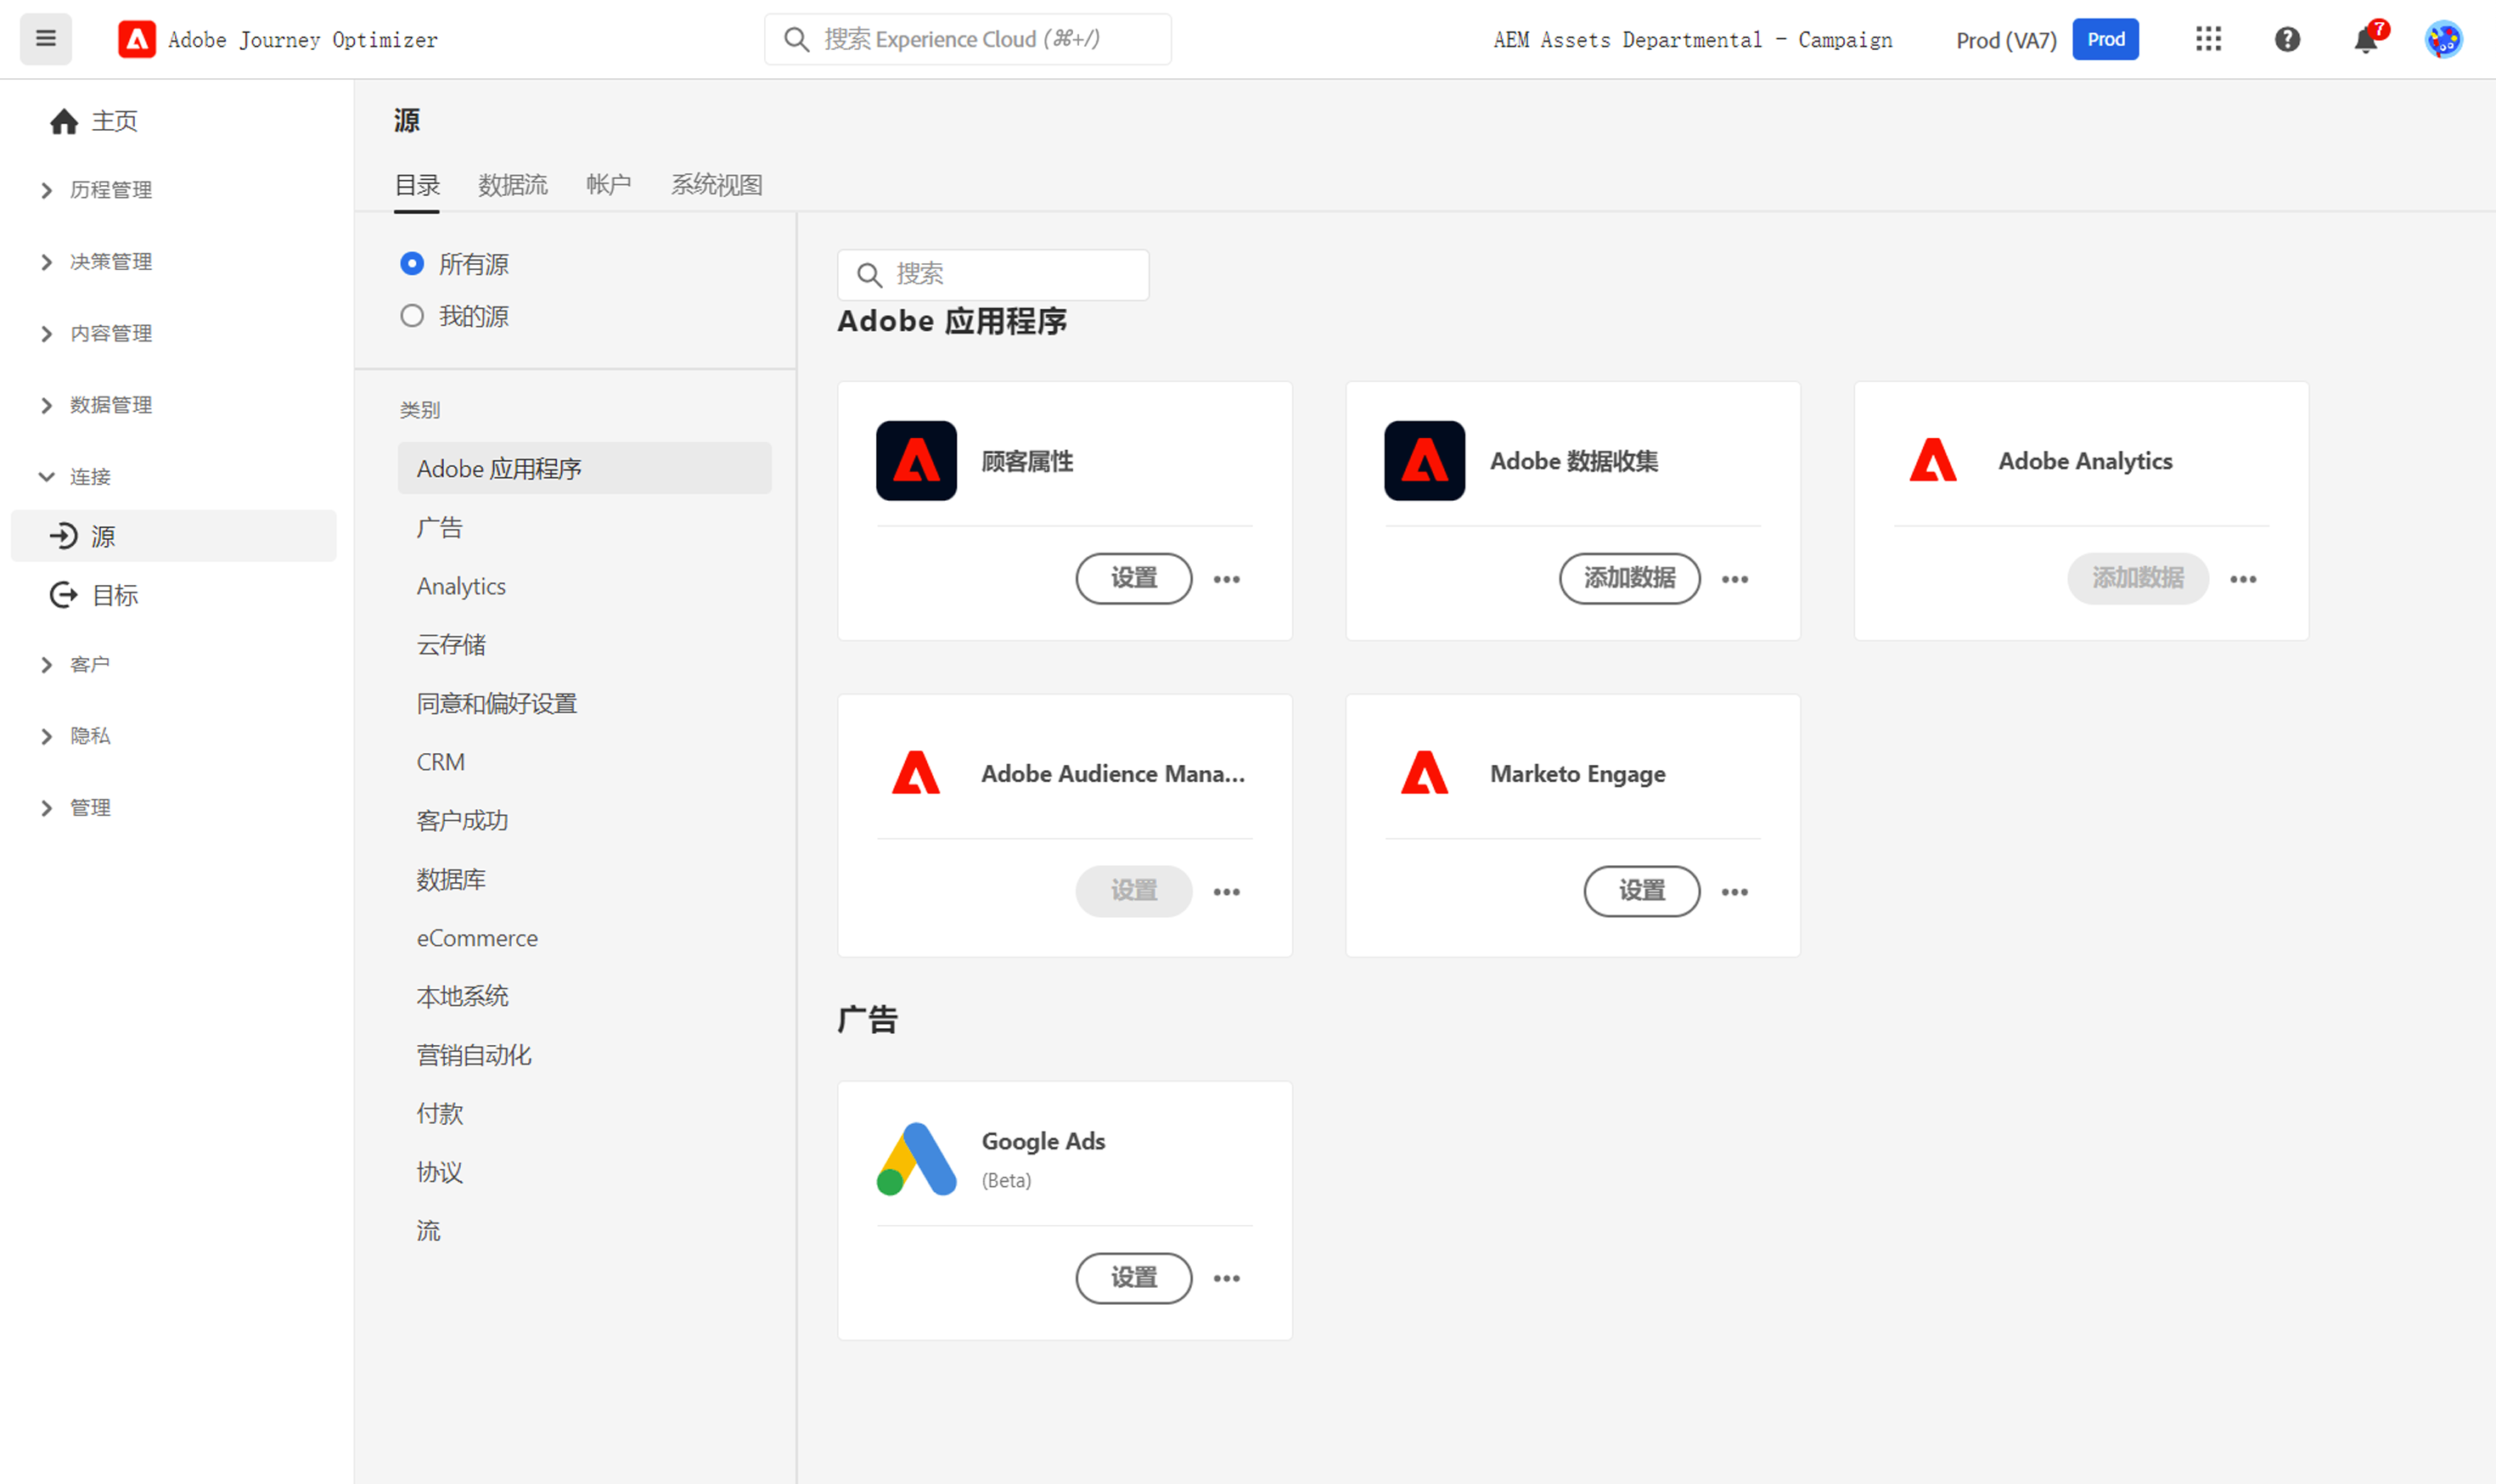 Adobe Journey Optimizer
搜索 Experience Cloud (⌘+/)
AEM Assets Departmental - Campaign
Prod (VA7)
Prod
7
主页
历程管理
决策管理
内容管理
数据管理
连接
源
目标
客户
隐私
管理
源
目录 数据流 帐户 系统视图
所有源
我的源
类别
Adobe 应用程序
广告
Analytics
云存储
同意和偏好设置
CRM
客户成功
数据库
eCommerce
本地系统
营销自动化
付款
协议
流
搜索
Adobe 应用程序
顾客属性
设置
Adobe 数据收集
添加数据
Adobe Analytics
添加数据
Adobe Audience Mana...
设置
Marketo Engage
设置
广告
Google Ads
(Beta)
设置